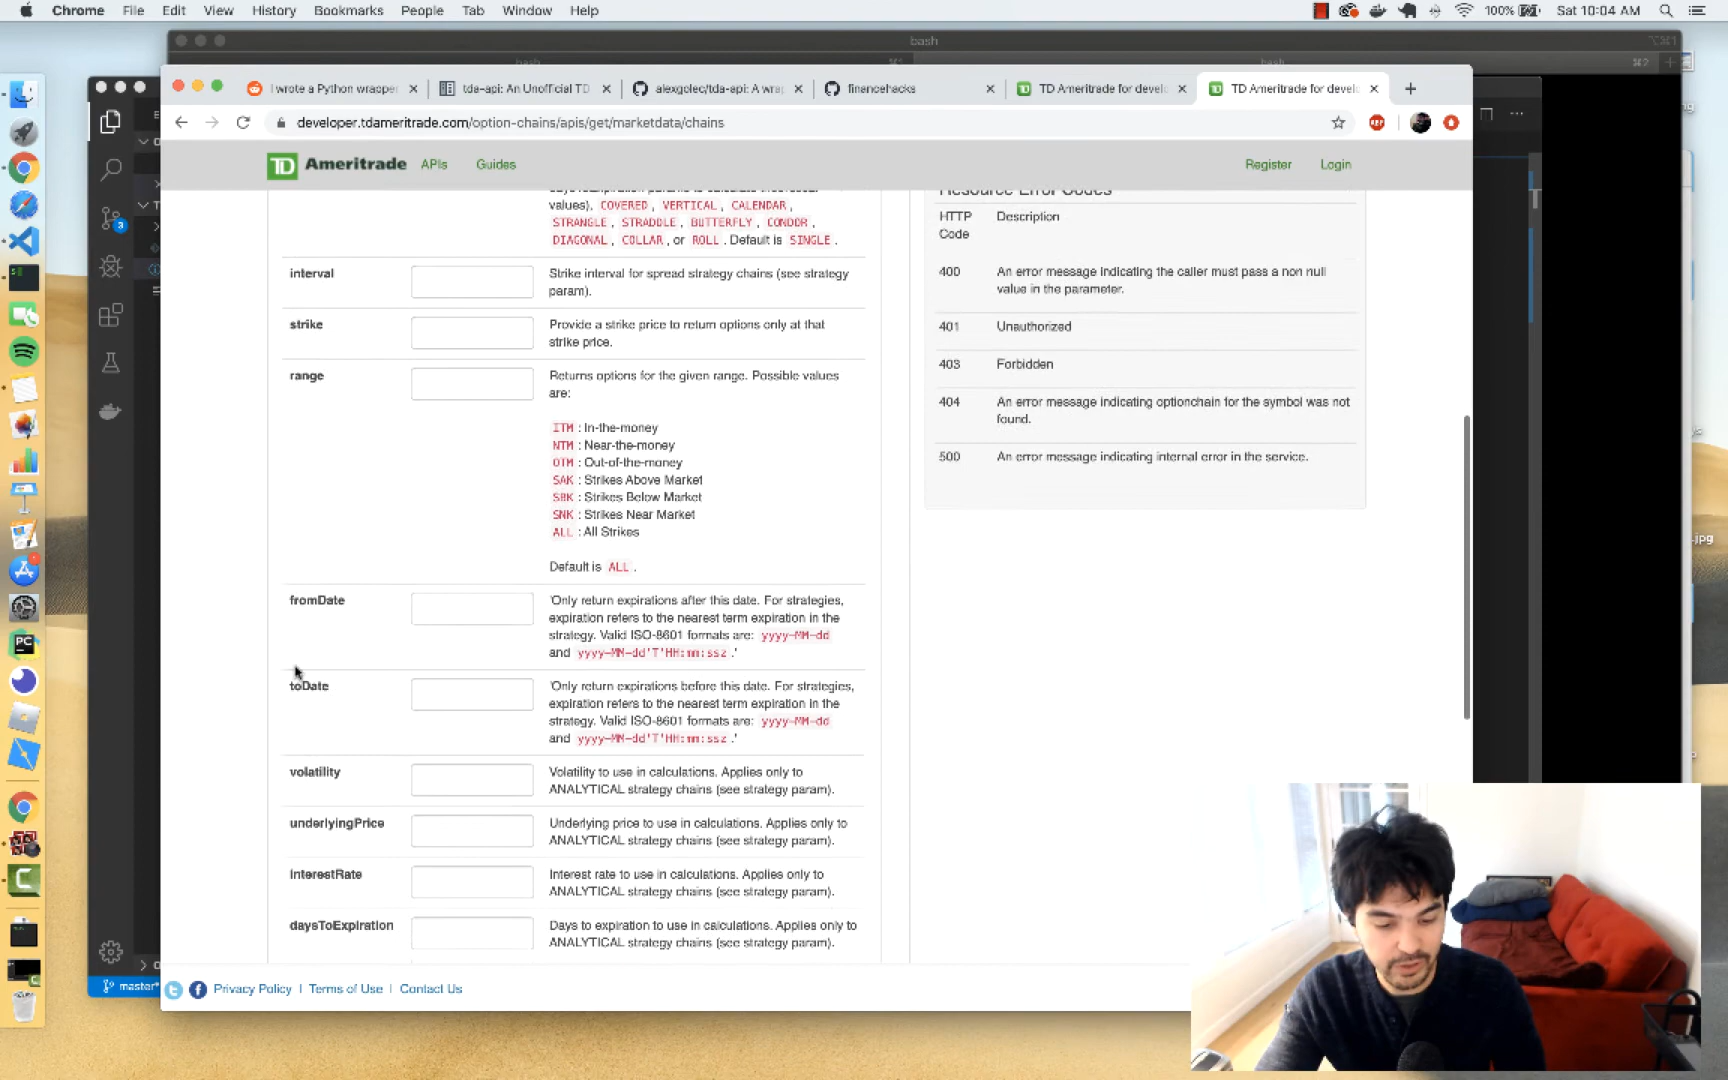 Chrome File Edit View History Bookmarks People Tab Window Help
100% Sat 10:04 AM
bash
bash
bash
I wrote a Python wrapper
tda-api: An Unofficial TD
alexgolec/tda-api: A wra
financehacks
TD Ameritrade for develo
TD Ameritrade for develo
developer.tdameritrade.com/option-chains/apis/get/marketdata/chains
TD Ameritrade APIs Guides Register Login
values), COVERED, VERTICAL, CALENDAR,
STRANGLE, STRADDLE, BUTTERFLY, CONDOR,
DIAGONAL, COLLAR, or ROLL. Default is SINGLE.
interval
Strike interval for spread strategy chains (see strategy
param).
strike
Provide a strike price to return options only at that
strike price.
range
Returns options for the given range. Possible values
are:
ITM : In-the-money
NTM : Near-the-money
OTM : Out-of-the-money
SAK : Strikes Above Market
SBK : Strikes Below Market
SNK : Strikes Near Market
ALL : All Strikes
Default is ALL.
fromDate
'Only return expirations after this date. For strategies,
expiration refers to the nearest term expiration in the
strategy. Valid ISO-8601 formats are: yyyy-MM-dd
and yyyy-MM-dd'T'HH:mm:ssz.'
toDate
'Only return expirations before this date. For strategies,
expiration refers to the nearest term expiration in the
strategy. Valid ISO-8601 formats are: yyyy-MM-dd
and yyyy-MM-dd'T'HH:mm:ssz.'
volatility
Volatility to use in calculations. Applies only to
ANALYTICAL strategy chains (see strategy param).
underlyingPrice
Underlying price to use in calculations. Applies only to
ANALYTICAL strategy chains (see strategy param).
interestRate
Interest rate to use in calculations. Applies only to
ANALYTICAL strategy chains (see strategy param).
daysToExpiration
Days to expiration to use in calculations. Applies only to
ANALYTICAL strategy chains (see strategy param).
Resource Error Codes
HTTP Description
Code
400 An error message indicating the caller must pass a non null
value in the parameter.
401 Unauthorized
403 Forbidden
404 An error message indicating optionchain for the symbol was not
found.
500 An error message indicating internal error in the service.
Privacy Policy | Terms of Use | Contact Us
master*
.jpg
3
PC